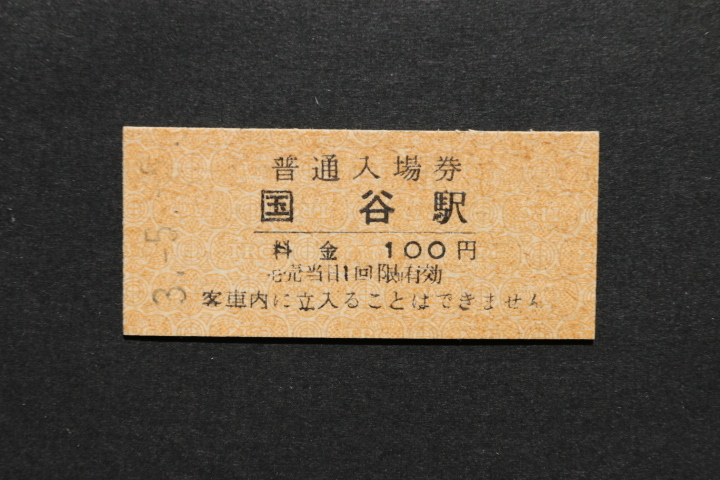 普通入場券
国谷駅
料金 100円
発売当日1回限り有効
客車内に立入ることはできません
3.-5.